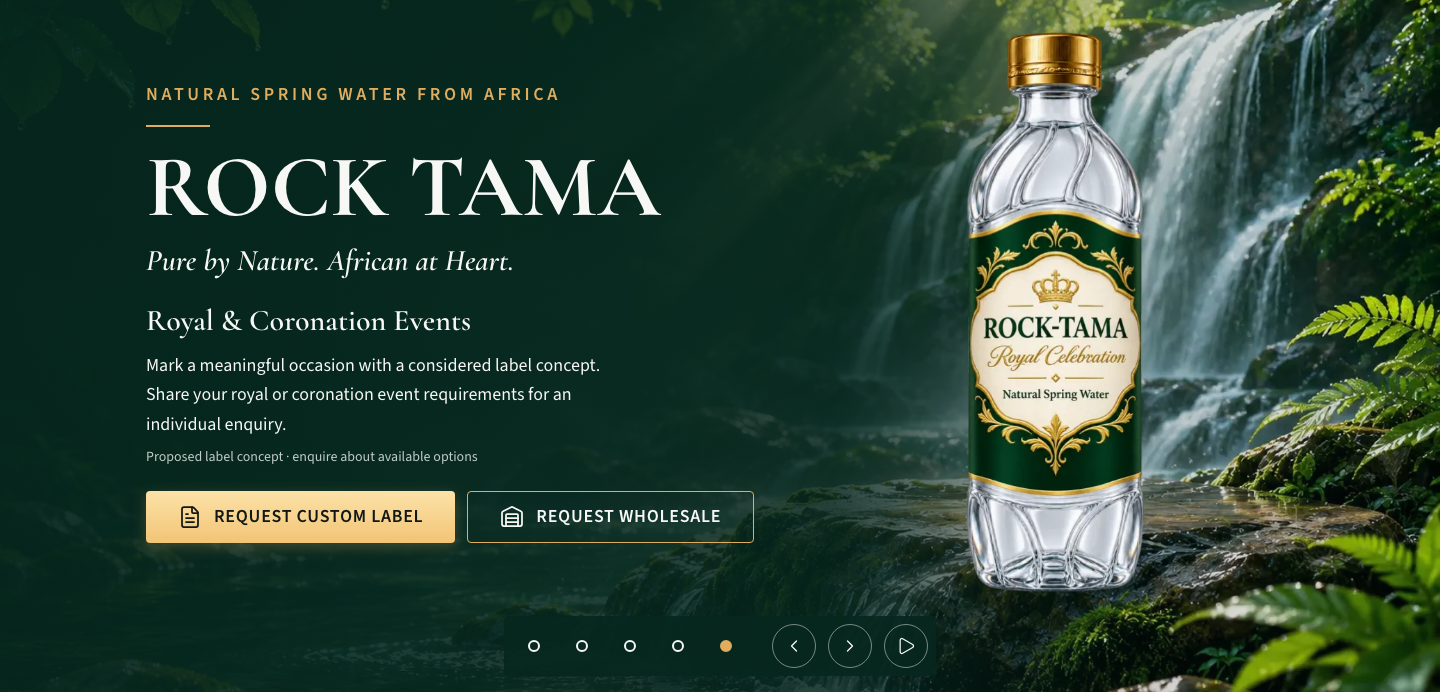 NATURAL SPRING WATER FROM AFRICA
ROCK TAMA
Pure by Nature. African at Heart.
Royal & Coronation Events
Mark a meaningful occasion with a considered label concept.
Share your royal or coronation event requirements for an
individual enquiry.
Proposed label concept · enquire about available options
REQUEST CUSTOM LABEL
REQUEST WHOLESALE
ROCK-TAMA
Royal Celebration
Natural Spring Water